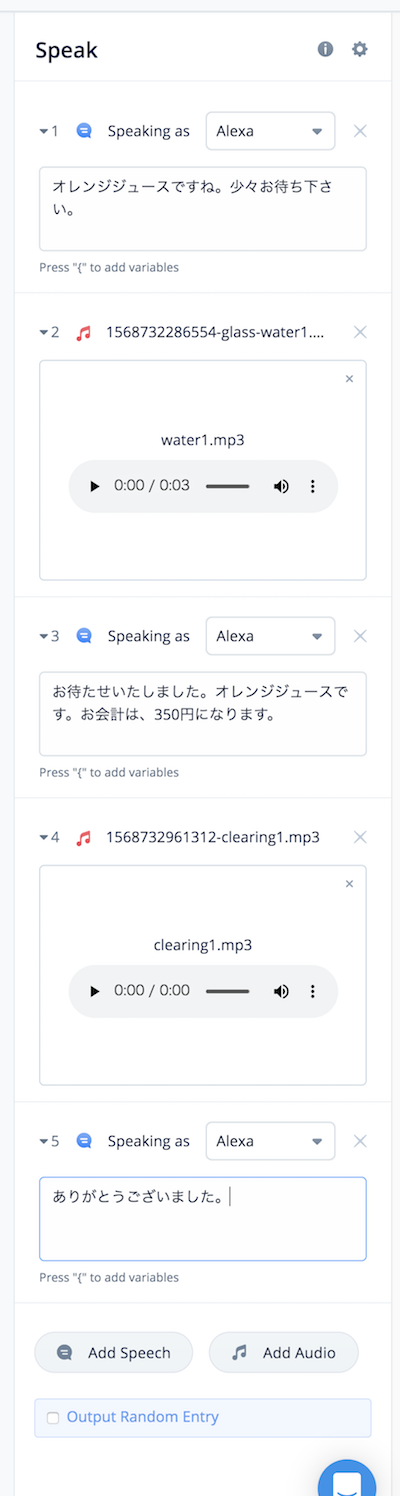 Speak
1 Speaking as Alexa
オレンジジュースですね。少々お待ち下さ
い。
Press "{" to add variables
2 1568732286554-glass-water1....
water1.mp3
0:00 / 0:03
3 Speaking as Alexa
お待たせいたしました。オレンジジュースで
す。お会計は、350円になります。
Press "{" to add variables
4 1568732961312-clearing1.mp3
clearing1.mp3
0:00 / 0:00
5 Speaking as Alexa
ありがとうございました。
Press "{" to add variables
Add Speech Add Audio
Output Random Entry